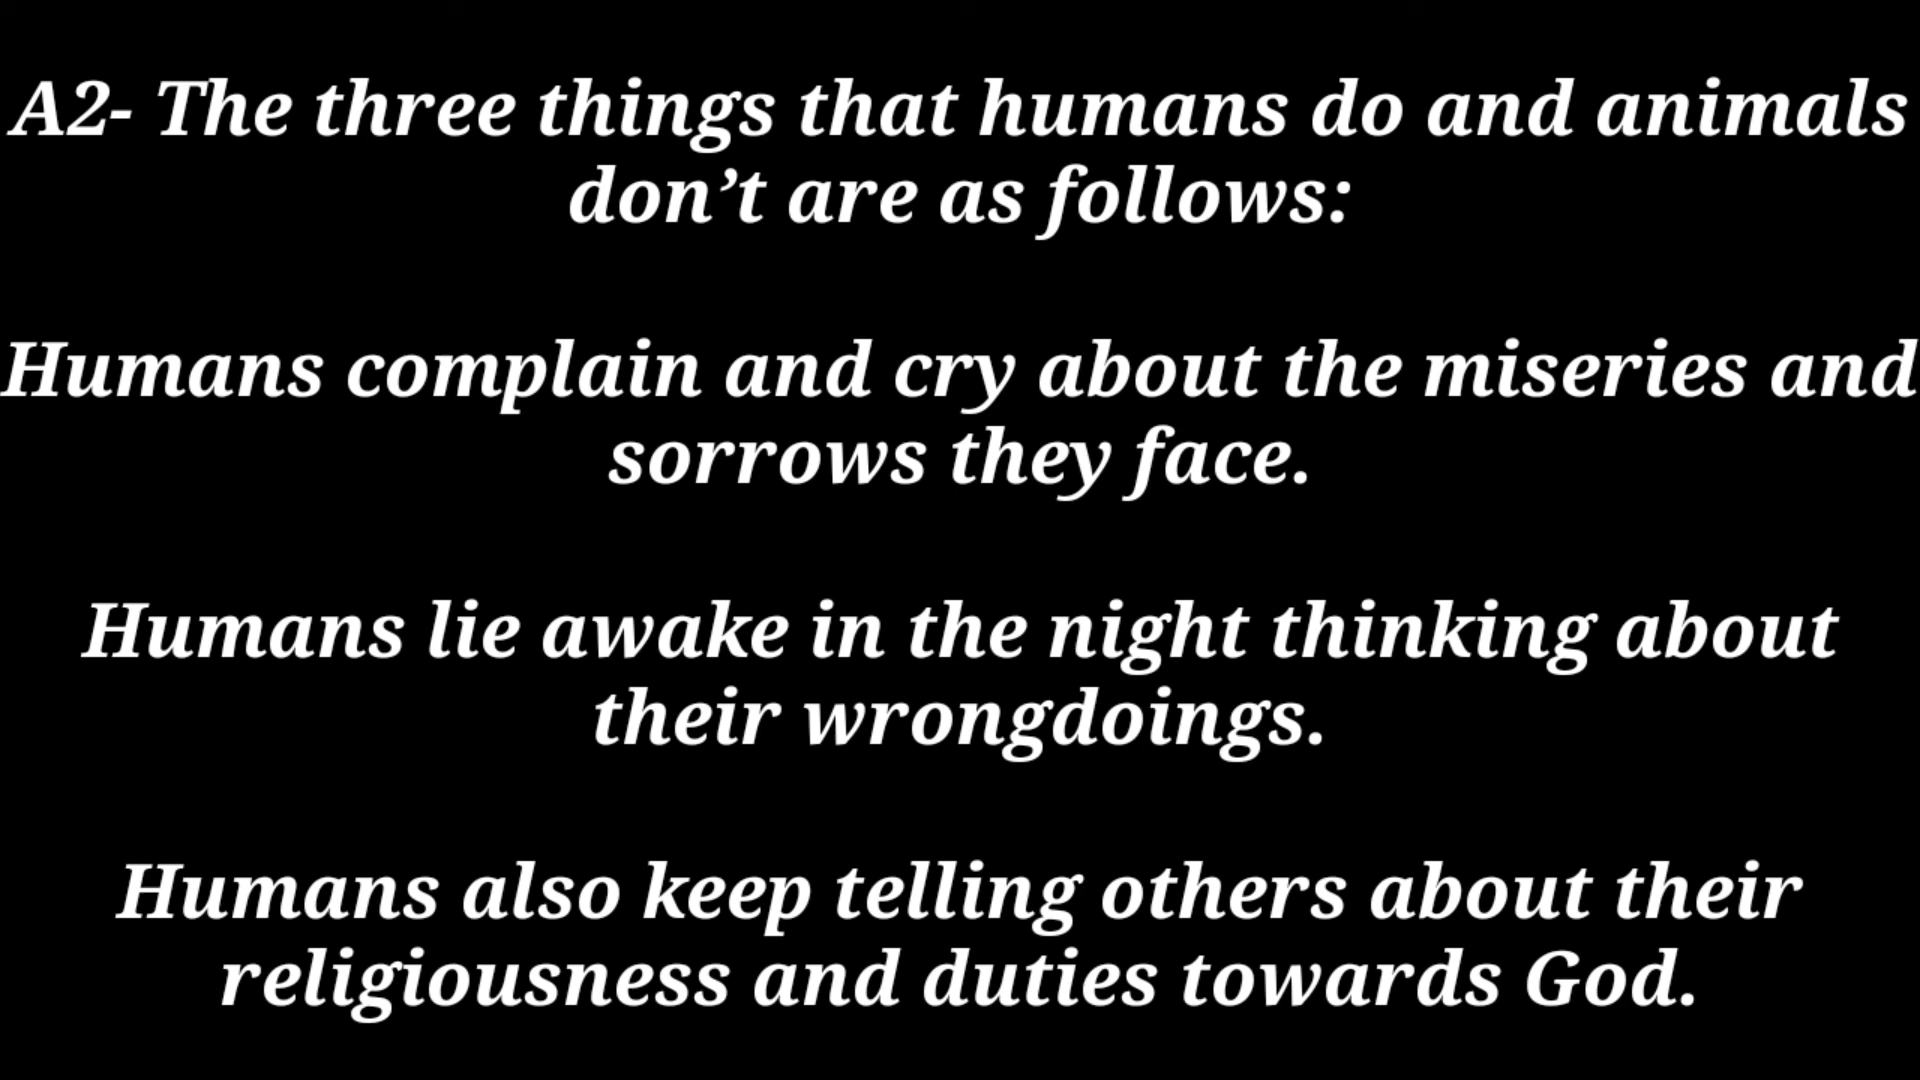 A2- The three things that humans do and animals
don’t are as follows:
Humans complain and cry about the miseries and
sorrows they face.
Humans lie awake in the night thinking about
their wrongdoings.
Humans also keep telling others about their
religiousness and duties towards God.